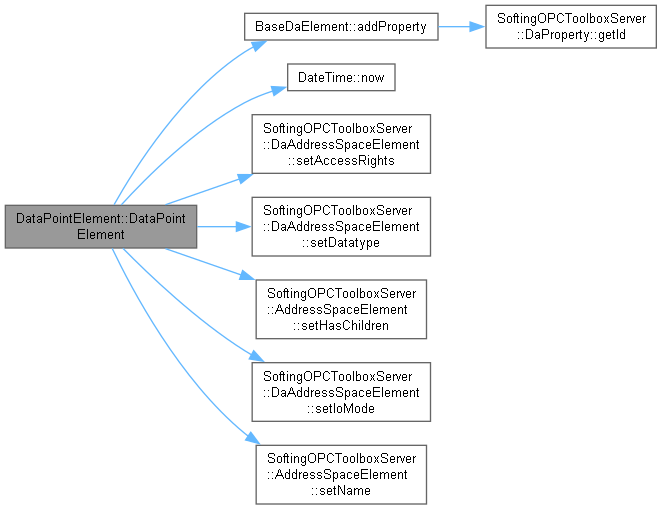 BaseDaElement::addProperty
SoftingOPCToolboxServer
::DaProperty::getId
DateTime::now
SoftingOPCToolboxServer
::DaAddressSpaceElement
::setAccessRights
DataPointElement::DataPoint
Element
SoftingOPCToolboxServer
::DaAddressSpaceElement
::setDatatype
SoftingOPCToolboxServer
::AddressSpaceElement
::setHasChildren
SoftingOPCToolboxServer
::DaAddressSpaceElement
::setIoMode
SoftingOPCToolboxServer
::AddressSpaceElement
::setName